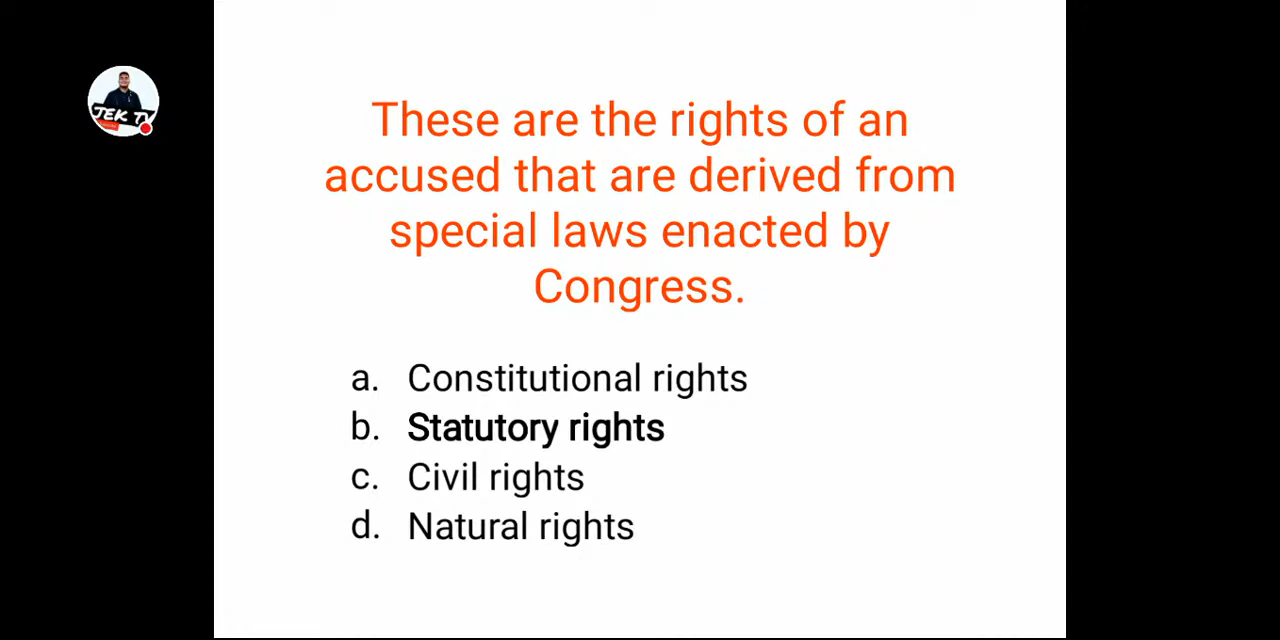 JEK TV
These are the rights of an
accused that are derived from
special laws enacted by
Congress.
a. Constitutional rights
b. Statutory rights
c. Civil rights
d. Natural rights